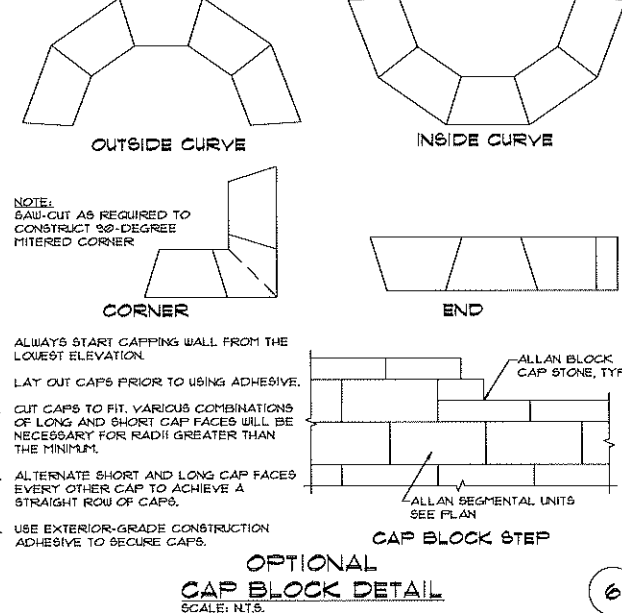 OUTSIDE CURVE
INSIDE CURVE
NOTE:
SAW-CUT AS REQUIRED TO
CONSTRUCT 90-DEGREE
MITERED CORNER
CORNER
END
ALWAYS START CAPPING WALL FROM THE
LOWEST ELEVATION.
LAY OUT CAPS PRIOR TO USING ADHESIVE.
CUT CAPS TO FIT. VARIOUS COMBINATIONS
OF LONG AND SHORT CAP FACES WILL BE
NECESSARY FOR RADII GREATER THAN
THE MINIMUM.
ALTERNATE SHORT AND LONG CAP FACES
EVERY OTHER CAP TO ACHIEVE A
STRAIGHT ROW OF CAPS.
USE EXTERIOR-GRADE CONSTRUCTION
ADHESIVE TO SECURE CAPS.
ALLAN BLOCK
CAP STONE, TYP
ALLAN SEGMENTAL UNITS
SEE PLAN
CAP BLOCK STEP
OPTIONAL
CAP BLOCK DETAIL
SCALE: N.T.S.
6